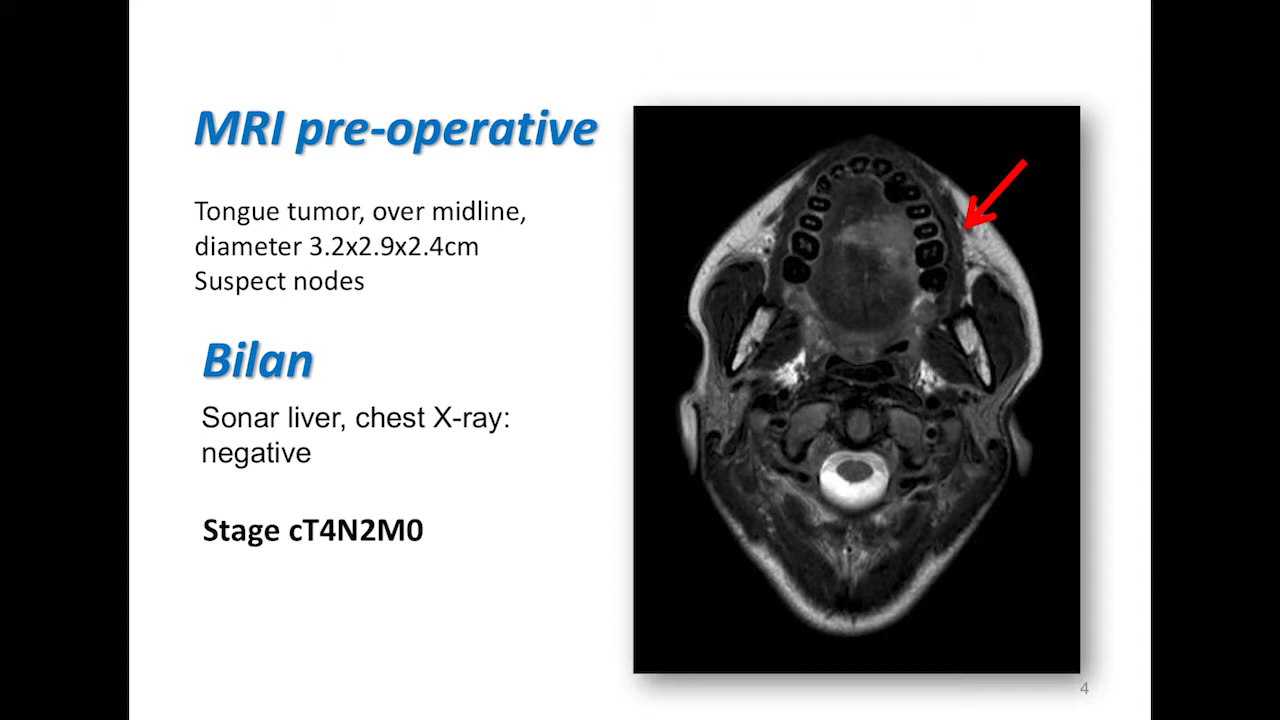 MRI pre-operative
Tongue tumor, over midline,
diameter 3.2x2.9x2.4cm
Suspect nodes
Bilan
Sonar liver, chest X-ray:
negative
Stage cT4N2M0
4